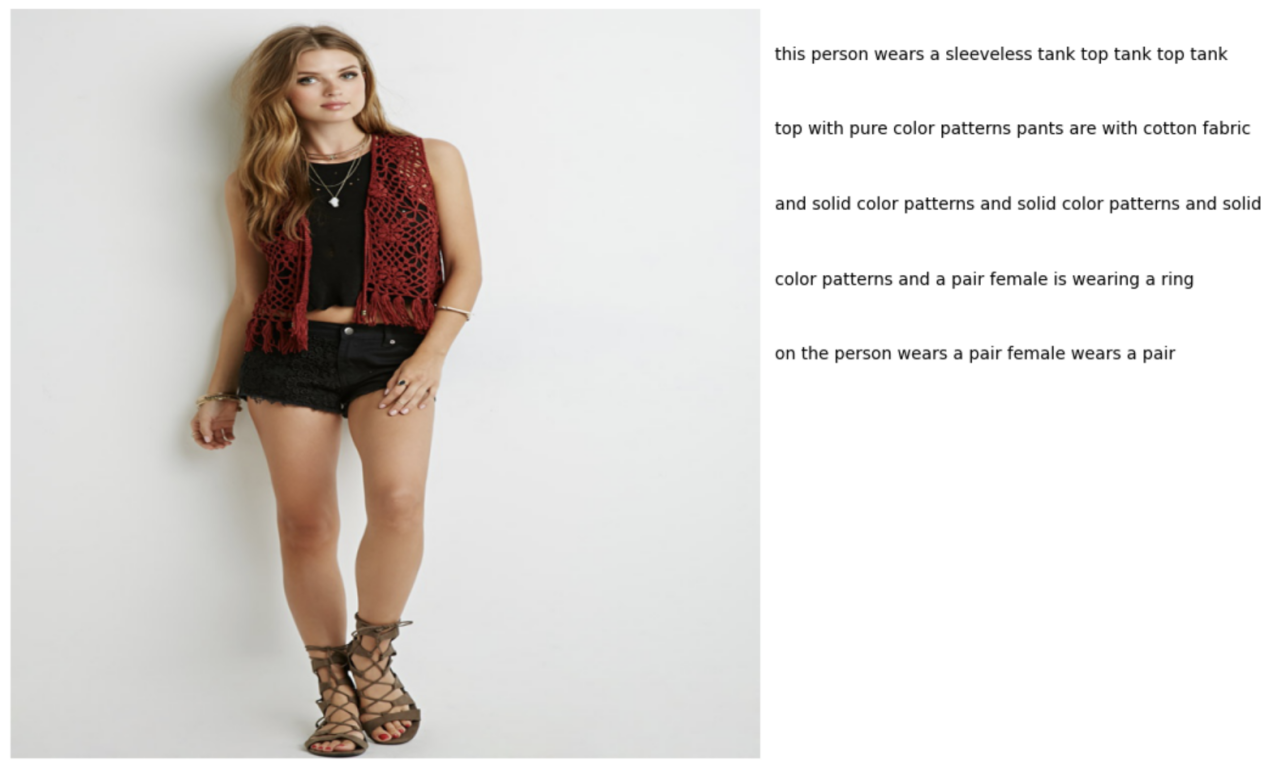 this person wears a sleeveless tank top tank top tank
top with pure color patterns pants are with cotton fabric
and solid color patterns and solid color patterns and solid
color patterns and a pair female is wearing a ring
on the person wears a pair female wears a pair